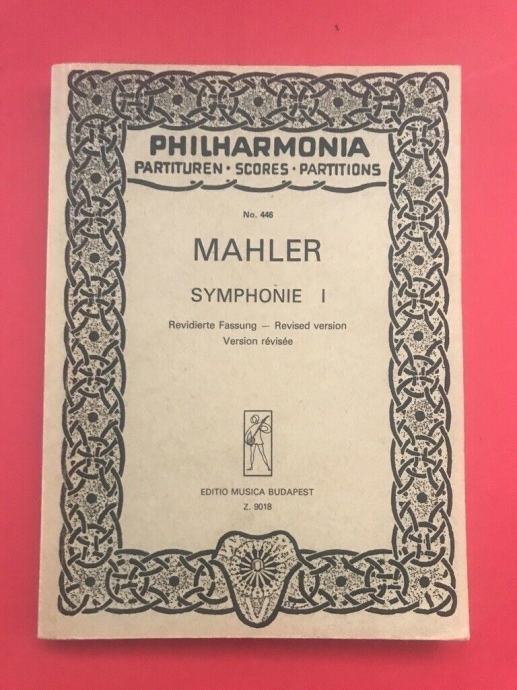 PHILHARMONIA
PARTITUREN • SCORES • PARTITIONS
No. 446
MAHLER
SYMPHONIE I
Revidierte Fassung — Revised version
Version révisée
EDITIO MUSICA BUDAPEST
Z. 9018